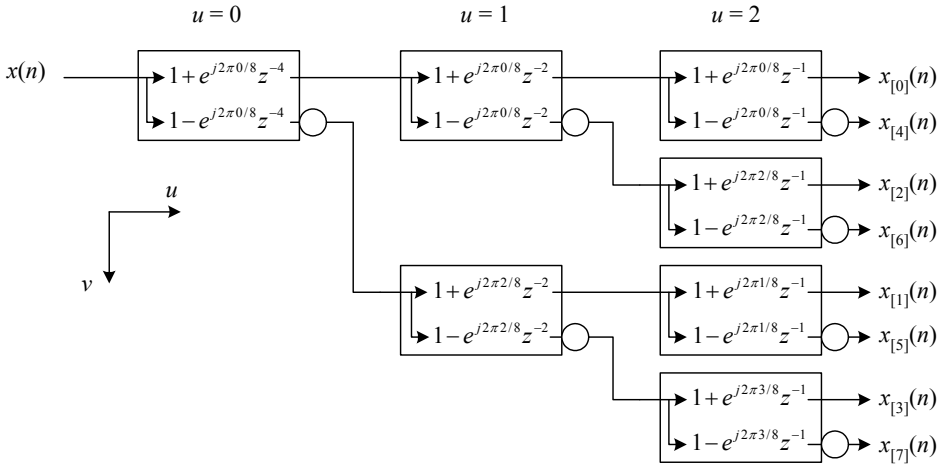 u = 0 u = 1 u = 2
x(n) 1 + e^{j2π0/8} z^{-4} 1 + e^{j2π0/8} z^{-2} 1 + e^{j2π0/8} z^{-1} x_{[0]}(n)
1 − e^{j2π0/8} z^{-4} 1 − e^{j2π0/8} z^{-2} 1 − e^{j2π0/8} z^{-1} x_{[4]}(n)
1 + e^{j2π2/8} z^{-1} x_{[2]}(n)
u 1 − e^{j2π2/8} z^{-1} x_{[6]}(n)
v 1 + e^{j2π2/8} z^{-2} 1 + e^{j2π1/8} z^{-1} x_{[1]}(n)
1 − e^{j2π2/8} z^{-2} 1 − e^{j2π1/8} z^{-1} x_{[5]}(n)
1 + e^{j2π3/8} z^{-1} x_{[3]}(n)
1 − e^{j2π3/8} z^{-1} x_{[7]}(n)